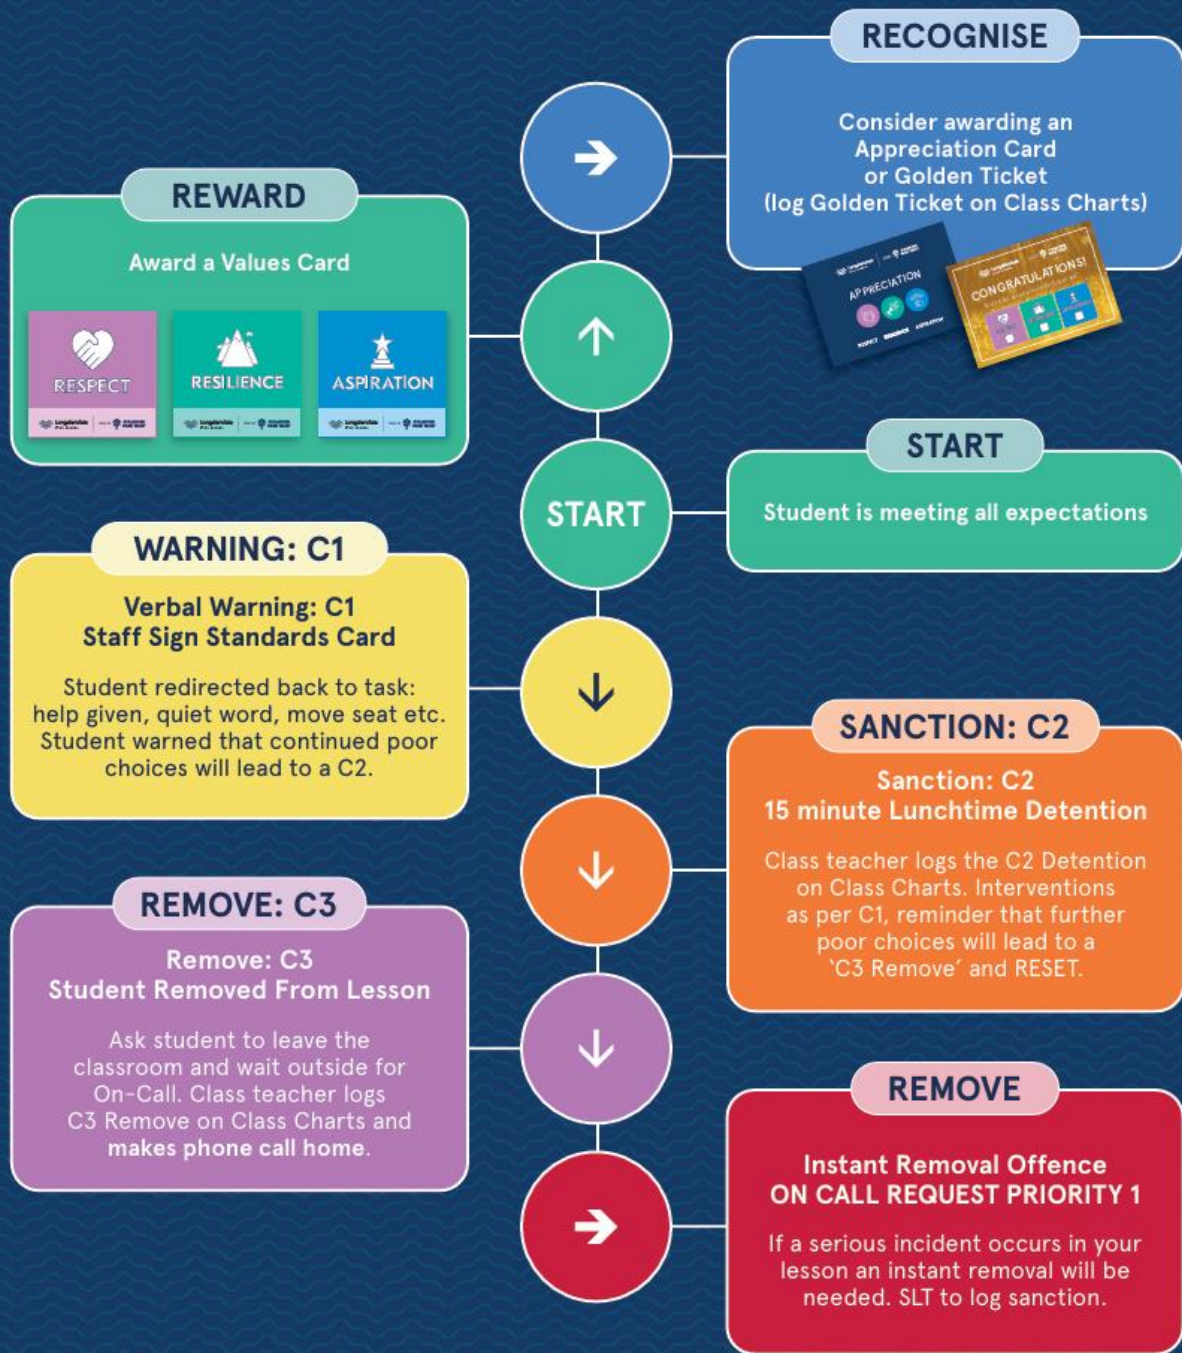 RECOGNISE
Consider awarding an
Appreciation Card
or Golden Ticket
(log Golden Ticket on Class Charts)
APPRECIATION
RESPECT RESILIENCE ASPIRATION
CONGRATULATIONS!
REWARD
Award a Values Card
RESPECT
RESILIENCE
ASPIRATION
START
START
Student is meeting all expectations
WARNING: C1
Verbal Warning: C1
Staff Sign Standards Card
Student redirected back to task:
help given, quiet word, move seat etc.
Student warned that continued poor
choices will lead to a C2.
SANCTION: C2
Sanction: C2
15 minute Lunchtime Detention
Class teacher logs the C2 Detention
on Class Charts. Interventions
as per C1, reminder that further
poor choices will lead to a
‘C3 Remove’ and RESET.
REMOVE: C3
Remove: C3
Student Removed From Lesson
Ask student to leave the
classroom and wait outside for
On-Call. Class teacher logs
C3 Remove on Class Charts and
makes phone call home.
REMOVE
Instant Removal Offence
ON CALL REQUEST PRIORITY 1
If a serious incident occurs in your
lesson an instant removal will be
needed. SLT to log sanction.